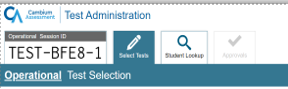 Cambium
Assessment
Test Administration
Operational Session ID
TEST-BFE8-1
Select Tests
Student Lookup
Approvals
Operational Test Selection